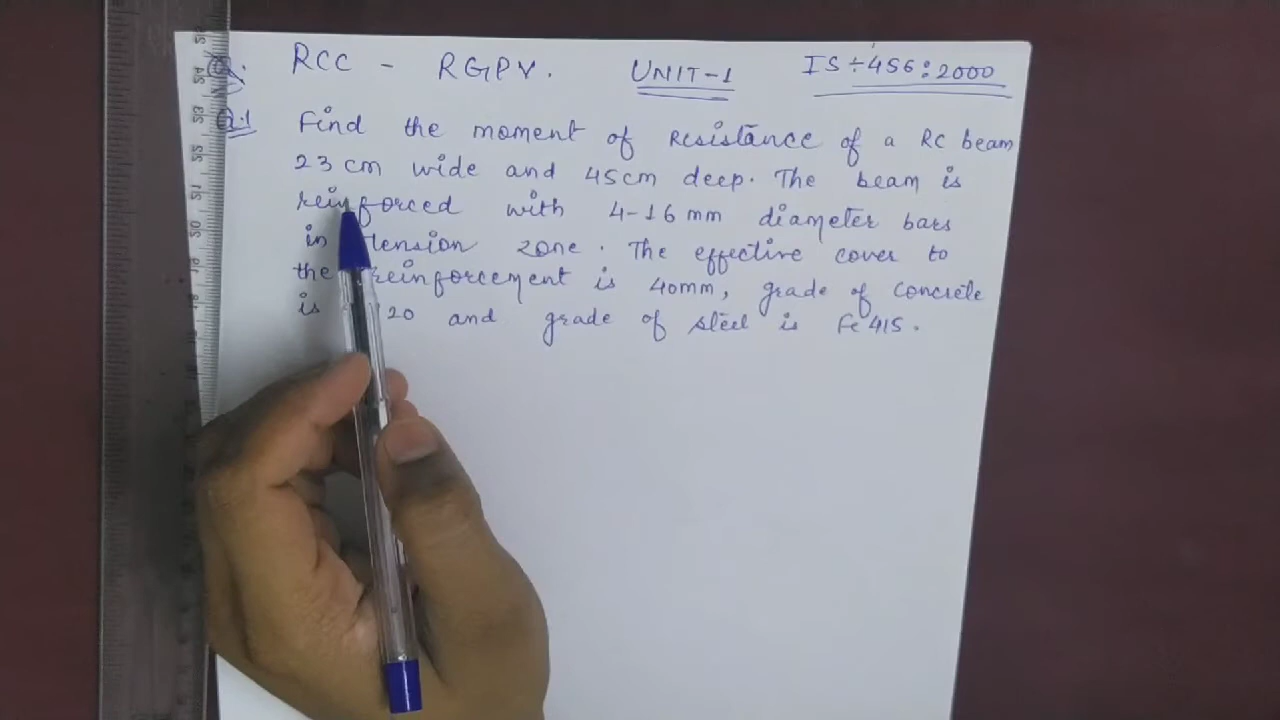 RCC - RGPV. UNIT-1 IS ÷ 456:2000
Q.1 Find the moment of resistance of a RC beam
23 cm wide and 45cm deep. The beam is
reinforced with 4-16 mm diameter bars
in tension zone. The effective cover to
the reinforcement is 40mm, grade of concrete
is 20 and grade of steel is Fe 415.